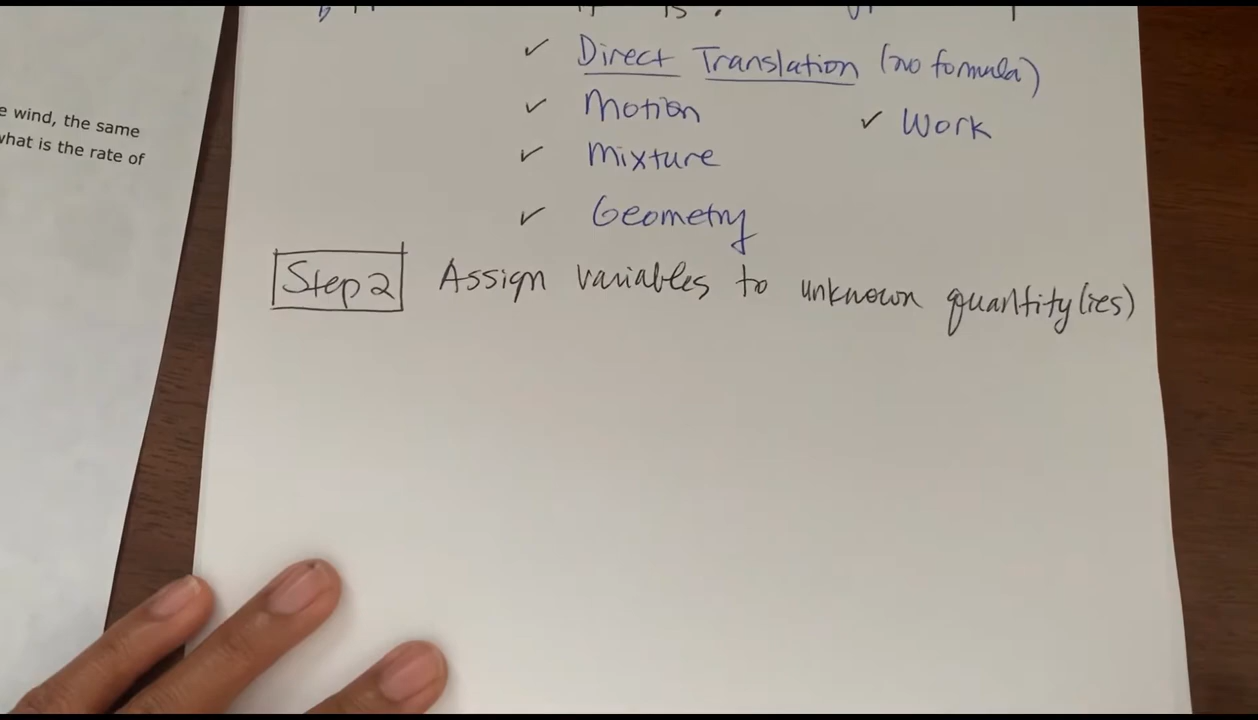 e wind, the same
what is the rate of
✓ Direct Translation (no formula)
✓ Motion ✓ Work
✓ Mixture
✓ Geometry
Step 2 Assign variables to unknown quantity(ies)